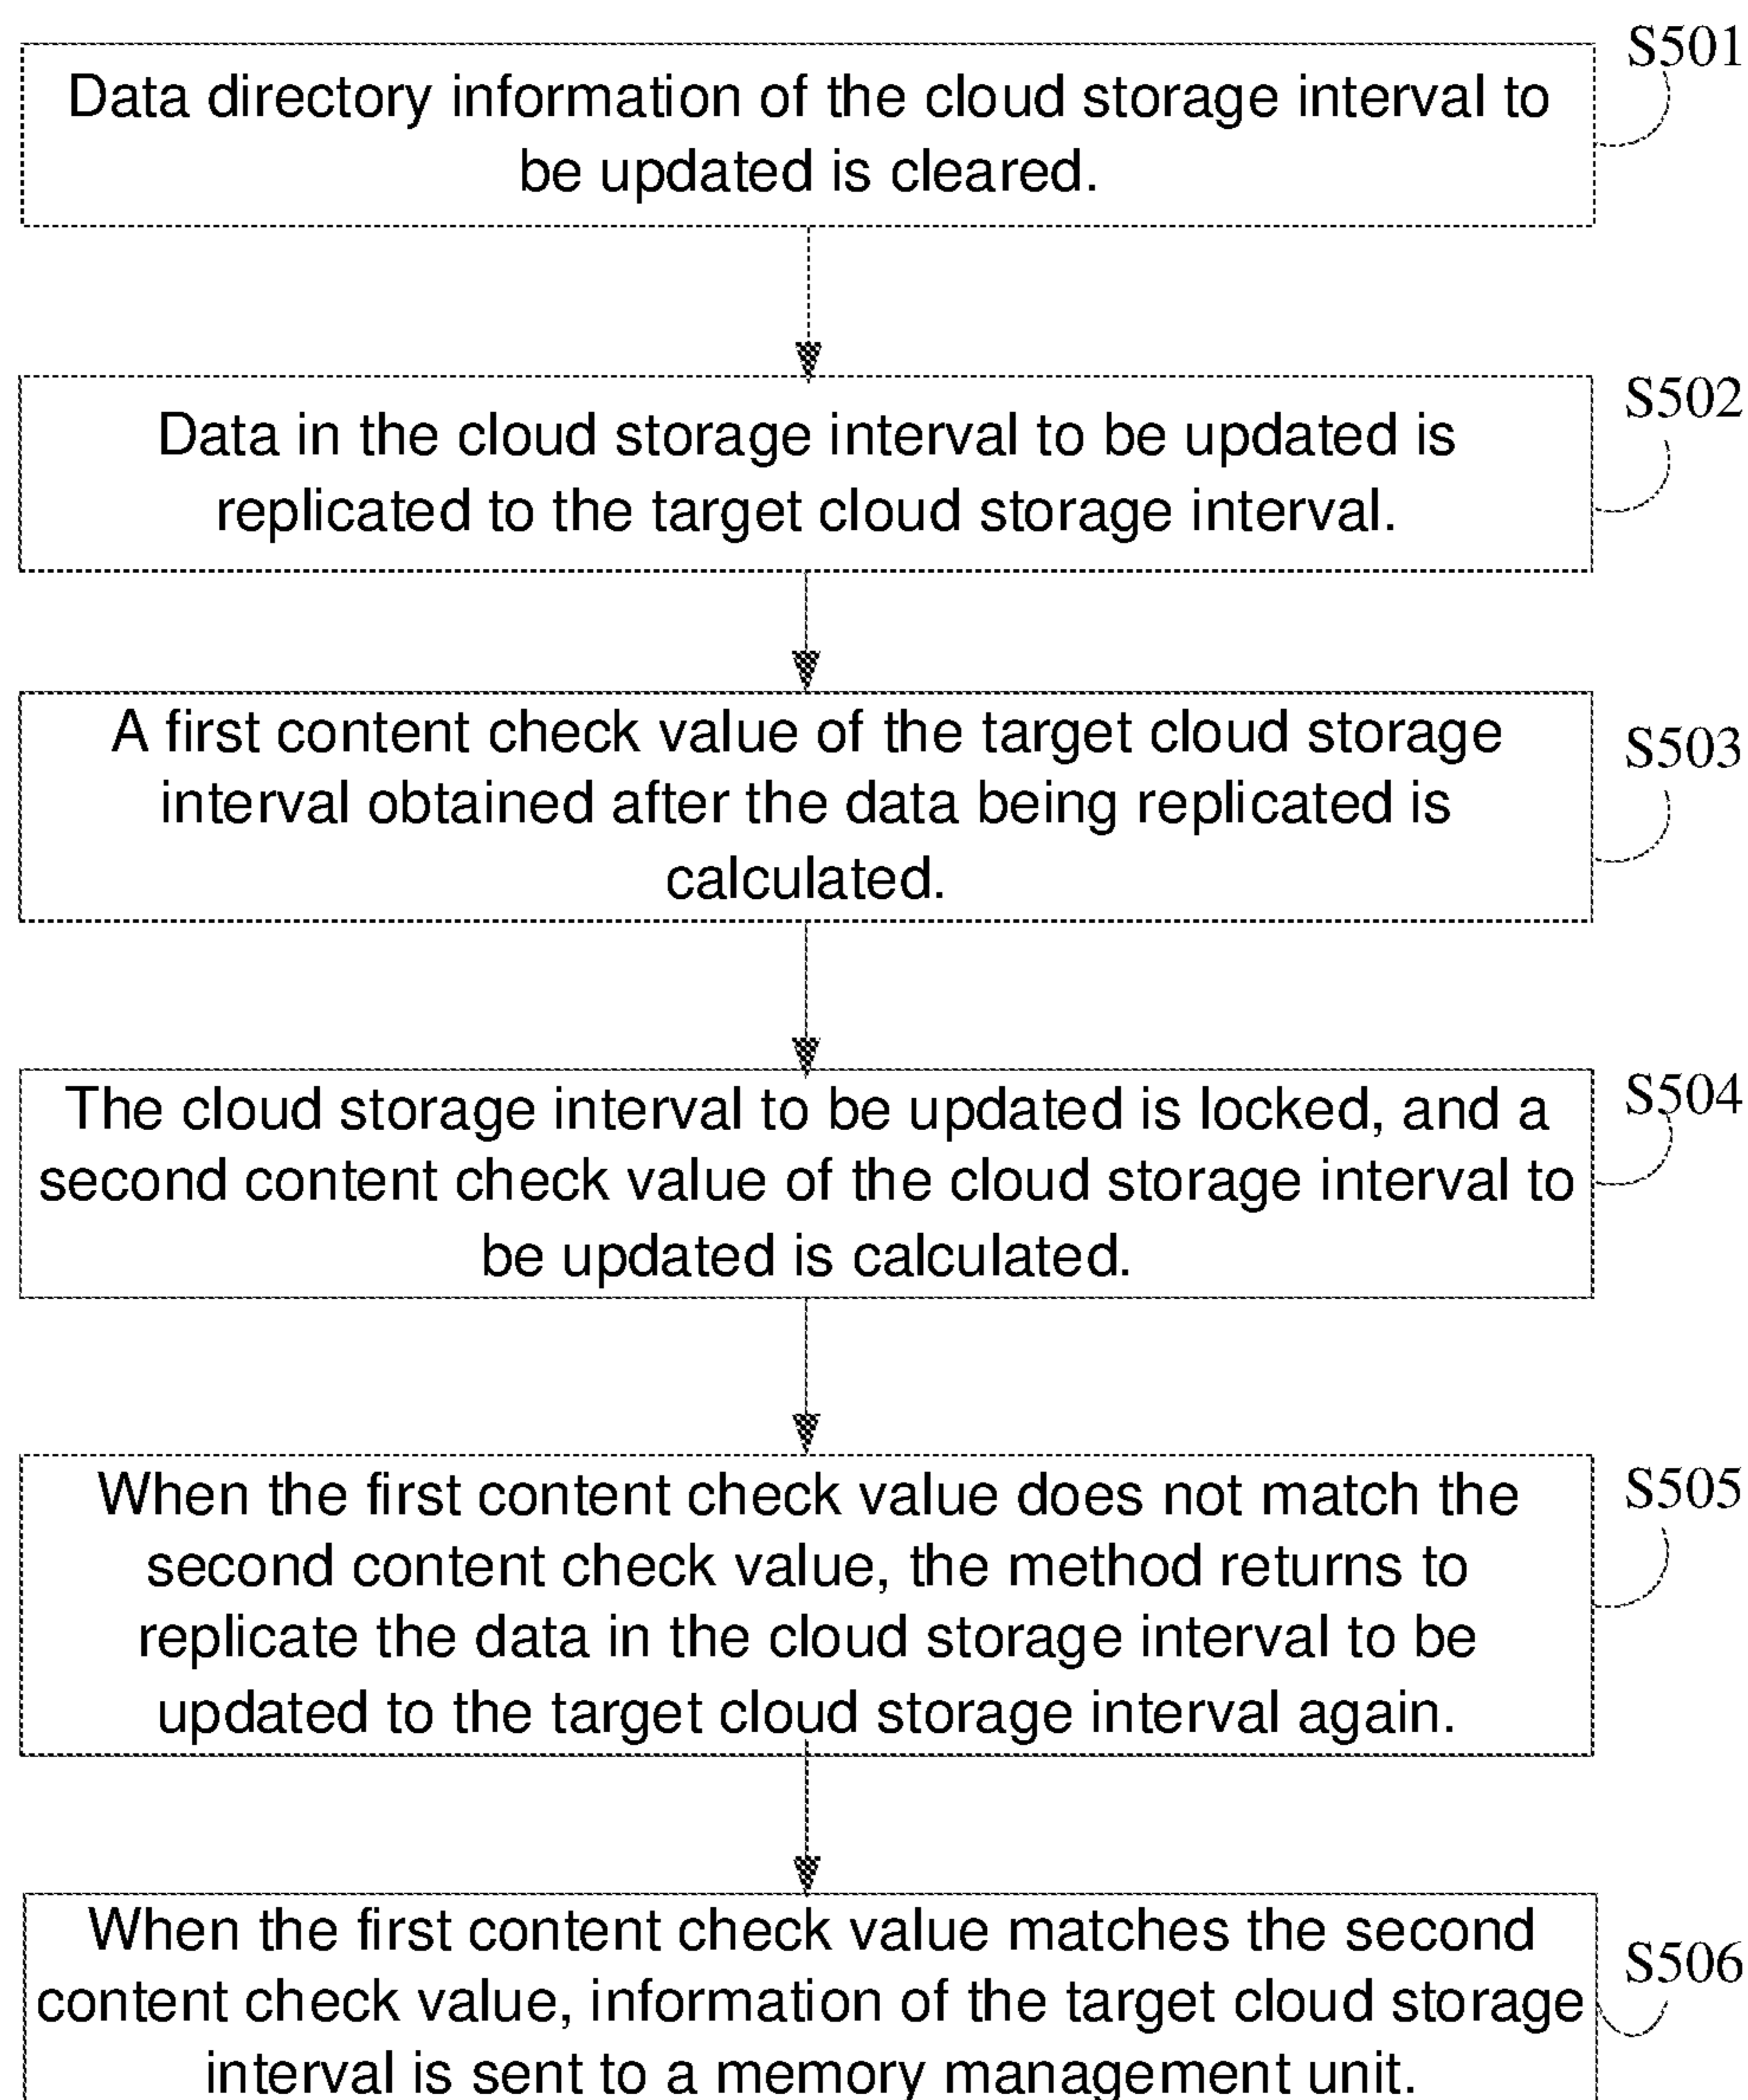 S501
Data directory information of the cloud storage interval to
be updated is cleared.
S502
Data in the cloud storage interval to be updated is
replicated to the target cloud storage interval.
S503
A first content check value of the target cloud storage
interval obtained after the data being replicated is
calculated.
S504
The cloud storage interval to be updated is locked, and a
second content check value of the cloud storage interval to
be updated is calculated.
S505
When the first content check value does not match the
second content check value, the method returns to
replicate the data in the cloud storage interval to be
updated to the target cloud storage interval again.
S506
When the first content check value matches the second
content check value, information of the target cloud storage
interval is sent to a memory management unit.